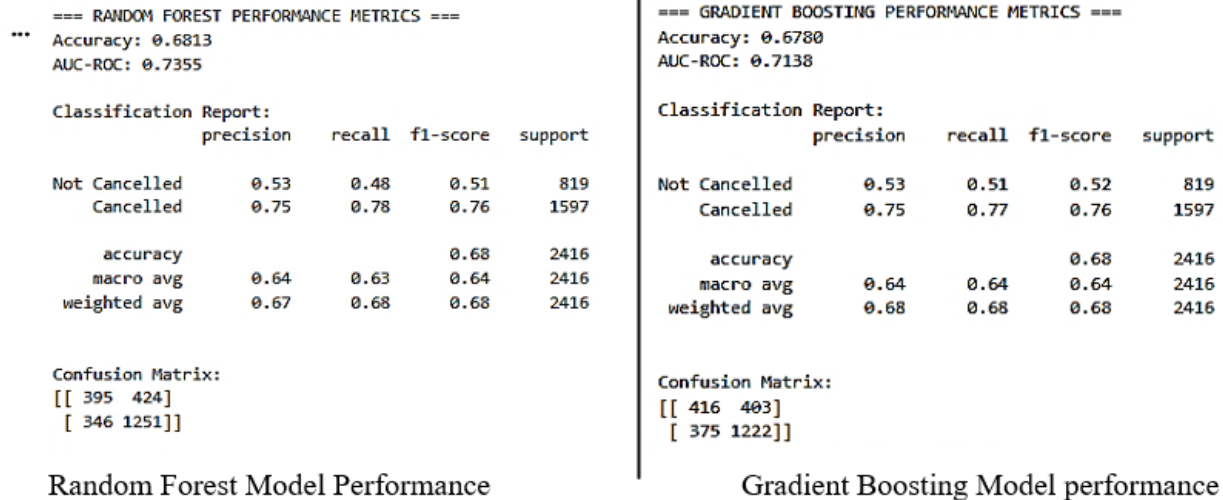 ...
=== RANDOM FOREST PERFORMANCE METRICS ===
Accuracy: 0.6813
AUC-ROC: 0.7355
Classification Report:
precision recall f1-score support
Not Cancelled 0.53 0.48 0.51 819
Cancelled 0.75 0.78 0.76 1597
accuracy 0.68 2416
macro avg 0.64 0.63 0.64 2416
weighted avg 0.67 0.68 0.68 2416
Confusion Matrix:
[[ 395 424]
[ 346 1251]]
Random Forest Model Performance
=== GRADIENT BOOSTING PERFORMANCE METRICS ===
Accuracy: 0.6780
AUC-ROC: 0.7138
Classification Report:
precision recall f1-score support
Not Cancelled 0.53 0.51 0.52 819
Cancelled 0.75 0.77 0.76 1597
accuracy 0.68 2416
macro avg 0.64 0.64 0.64 2416
weighted avg 0.68 0.68 0.68 2416
Confusion Matrix:
[[ 416 403]
[ 375 1222]]
Gradient Boosting Model performance